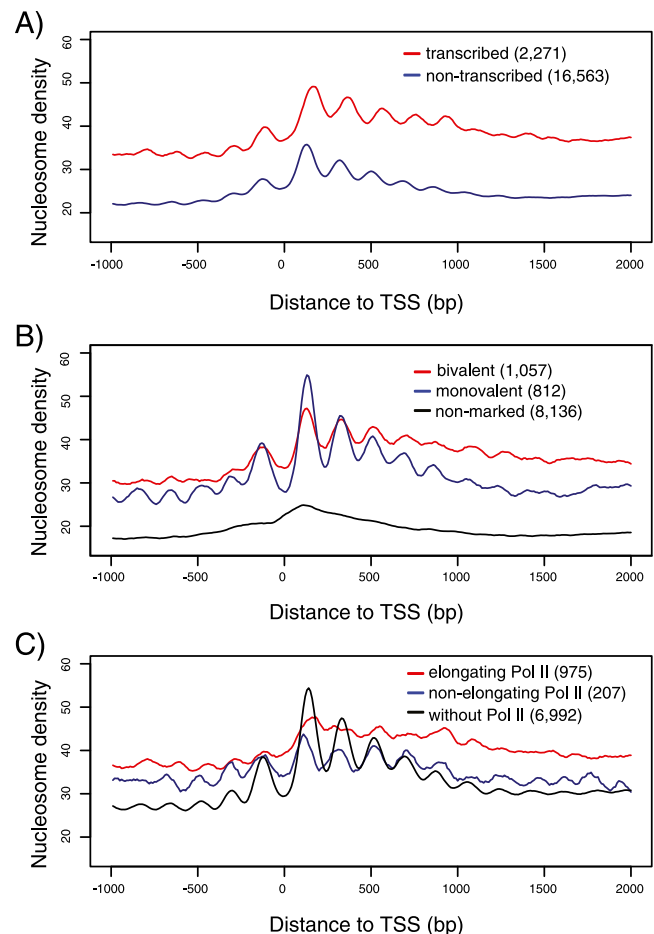 A)
Nucleosome density
60
50
40
30
20
transcribed (2,271)
non-transcribed (16,563)
-1000 -500 0 500 1000 1500 2000
Distance to TSS (bp)
B)
Nucleosome density
60
50
40
30
20
bivalent (1,057)
monovalent (812)
non-marked (8,136)
-1000 -500 0 500 1000 1500 2000
Distance to TSS (bp)
C)
Nucleosome density
60
50
40
30
20
elongating Pol II (975)
non-elongating Pol II (207)
without Pol II (6,992)
-1000 -500 0 500 1000 1500 2000
Distance to TSS (bp)